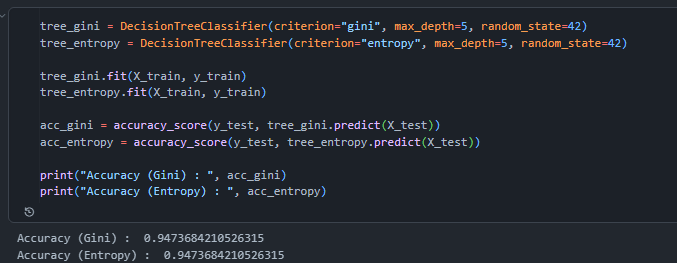 tree_gini = DecisionTreeClassifier(criterion="gini", max_depth=5, random_state=42)
tree_entropy = DecisionTreeClassifier(criterion="entropy", max_depth=5, random_state=42)
tree_gini.fit(X_train, y_train)
tree_entropy.fit(X_train, y_train)
acc_gini = accuracy_score(y_test, tree_gini.predict(X_test))
acc_entropy = accuracy_score(y_test, tree_entropy.predict(X_test))
print("Accuracy (Gini) : ", acc_gini)
print("Accuracy (Entropy) : ", acc_entropy)
Accuracy (Gini) :  0.9473684210526315
Accuracy (Entropy) :  0.9473684210526315